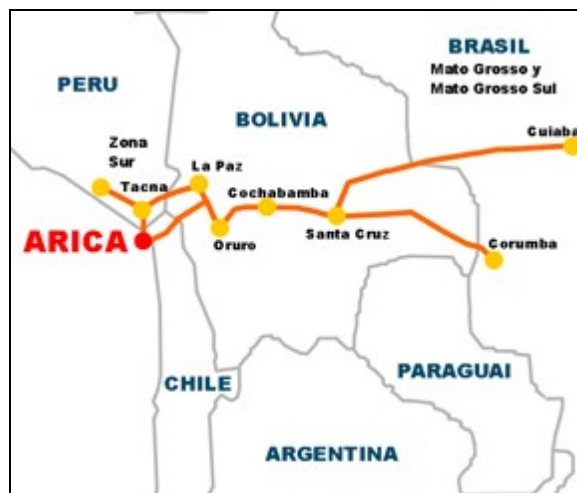 BRASIL
Mato Grosso y
Mato Grosso Sul
PERU
BOLIVIA
Cuiaba
Zona
Sur
La Paz
Tacna
Cochabamba
ARICA
Oruro
Santa Cruz
Corumba
CHILE
PARAGUAI
ARGENTINA